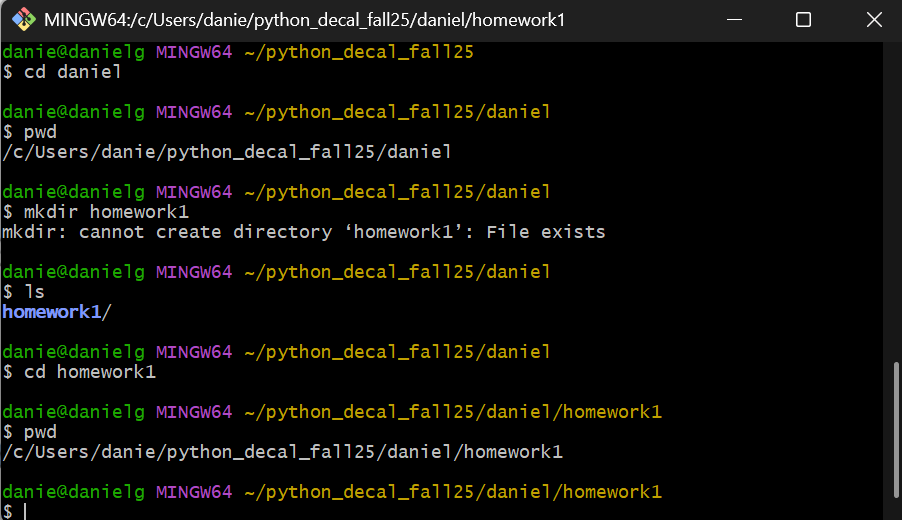 MINGW64:/c/Users/danie/python_decal_fall25/daniel/homework1
danie@danielg MINGW64 ~/python_decal_fall25
$ cd daniel
danie@danielg MINGW64 ~/python_decal_fall25/daniel
$ pwd
/c/Users/danie/python_decal_fall25/daniel
danie@danielg MINGW64 ~/python_decal_fall25/daniel
$ mkdir homework1
mkdir: cannot create directory ‘homework1’: File exists
danie@danielg MINGW64 ~/python_decal_fall25/daniel
$ ls
homework1/
danie@danielg MINGW64 ~/python_decal_fall25/daniel
$ cd homework1
danie@danielg MINGW64 ~/python_decal_fall25/daniel/homework1
$ pwd
/c/Users/danie/python_decal_fall25/daniel/homework1
danie@danielg MINGW64 ~/python_decal_fall25/daniel/homework1
$